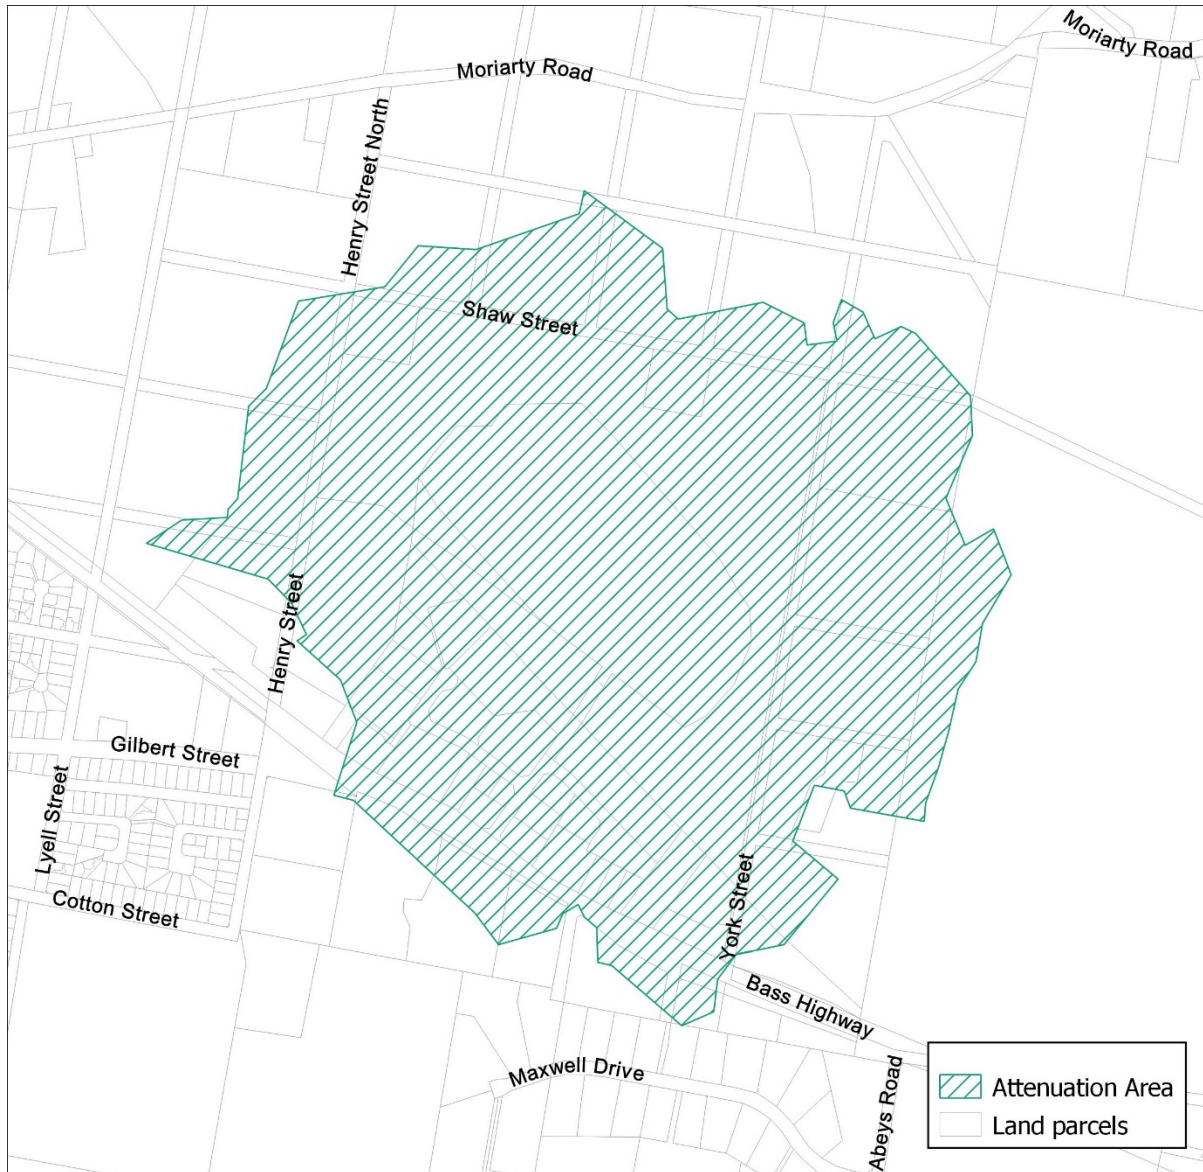 Moriarty Road
Moriarty Road
Henry Street North
Shaw Street
Henry Street
Gilbert Street
Lyell Street
Cotton Street
York Street
Bass Highway
Maxwell Drive
Abeys Road
Attenuation Area
Land parcels